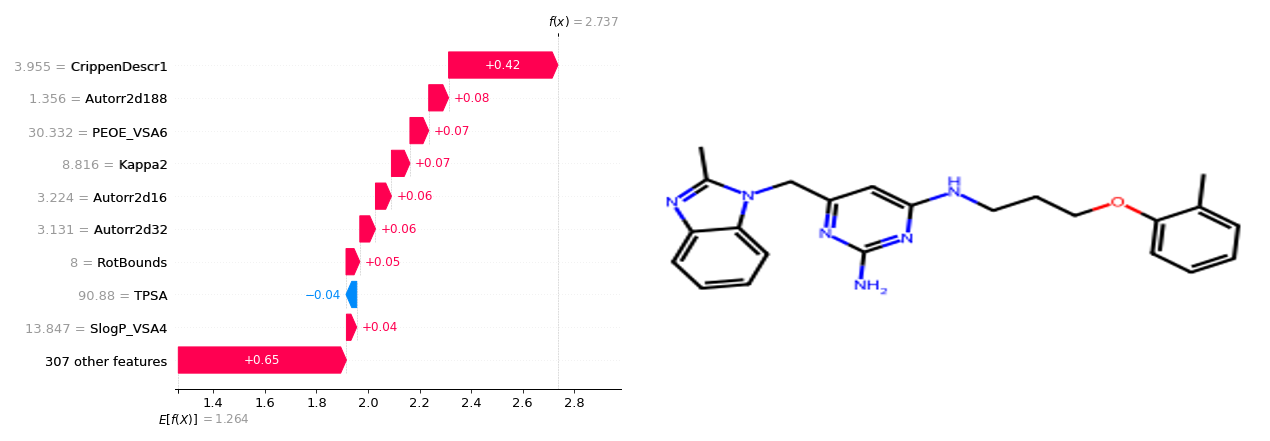 f(x) = 2.737
3.955 = CrippenDescr1
+0.42
1.356 = Autorr2d188
+0.08
30.332 = PEOE_VSA6
+0.07
8.816 = Kappa2
+0.07
3.224 = Autorr2d16
+0.06
3.131 = Autorr2d32
+0.06
8 = RotBounds
+0.05
90.88 = TPSA
−0.04
13.847 = SlogP_VSA4
+0.04
307 other features
+0.65
1.4 1.6 1.8 2.0 2.2 2.4 2.6 2.8
E[f(X)] = 1.264
N
N
N
N
NH₂
H
N
O